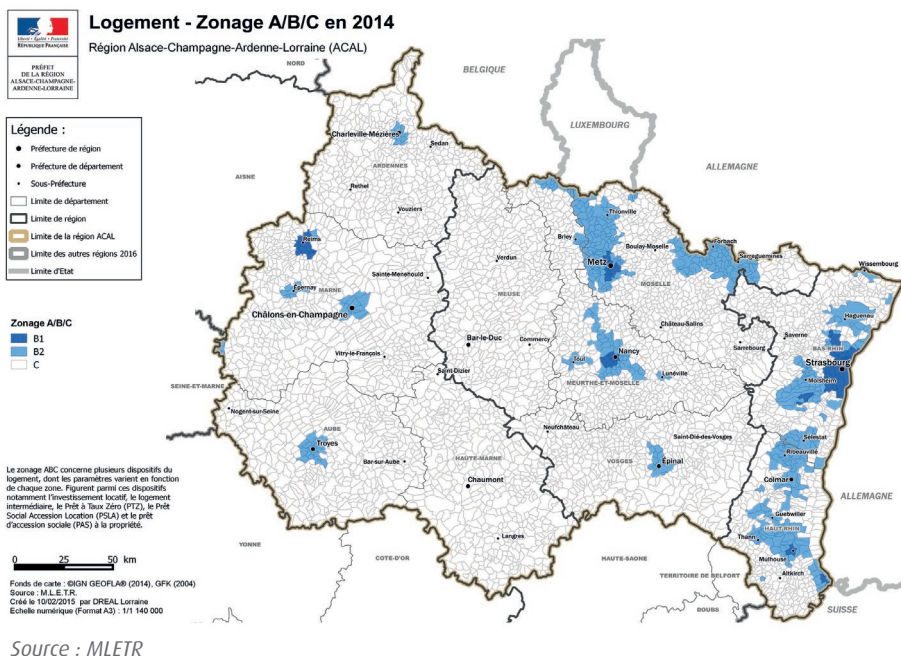 Liberté • Égalité • Fraternité
RÉPUBLIQUE FRANÇAISE
PRÉFET
DE LA RÉGION
ALSACE-CHAMPAGNE-
ARDENNE-LORRAINE
Logement - Zonage A/B/C en 2014
Région Alsace-Champagne-Ardenne-Lorraine (ACAL)
Légende :
Préfecture de région
Préfecture de département
Sous-Préfecture
Limite de département
Limite de région
Limite de la région ACAL
Limite des autres régions 2016
Limite d'Etat
Zonage A/B/C
B1
B2
C
Le zonage ABC concerne plusieurs dispositifs du
logement, dont les paramètres varient en fonction
de chaque zone. Figurent parmi ces dispositifs
notamment l'investissement locatif, le logement
intermédiaire, le Prêt à Taux Zéro (PTZ), le Prêt
Social Accession Location (PSLA) et le prêt
d'accession sociale (PAS) à la propriété.
0 25 50 km
Fonds de carte : ©IGN GEOFLA® (2014), GFK (2004)
Source : M.L.E.T.R.
Créé le 10/02/2015 par DREAL Lorraine
Echelle numérique (Format A3) : 1/1 140 000
NORD
BELGIQUE
LUXEMBOURG
ALLEMAGNE
Charleville-Mézières
Sedan
ARDENNES
AISNE
Rethel
Vouziers
Thionville
Reims
Briey
Boulay-Moselle
Forbach
Sarreguemines
Metz
Wissembourg
Verdun
Sainte-Menehould
MOSELLE
Epernay
MARNE
MEUSE
Châlons-en-Champagne
Haguenau
Château-Salins
Saverne
BAS-RHIN
Bar-le-Duc
Commercy
Sarrebourg
Vitry-le-François
Nancy
Toul
Strasbourg
Molsheim
Saint-Dizier
Lunéville
MEURTHE-ET-MOSELLE
SEINE-ET-MARNE
Nogent-sur-Seine
AUBE
Neufchâteau
Saint-Dié-des-Vosges
Sélestat
Troyes
Ribeauvillé
Bar-sur-Aube
HAUTE-MARNE
VOSGES
Épinal
Chaumont
Colmar
ALLEMAGNE
Guebwiller
HAUT-RHIN
Langres
Thann
Mulhouse
YONNE
COTE-D'OR
HAUTE-SAONE
TERRITOIRE DE BELFORT
Altkirch
DOUBS
SUISSE
Source : MLETR